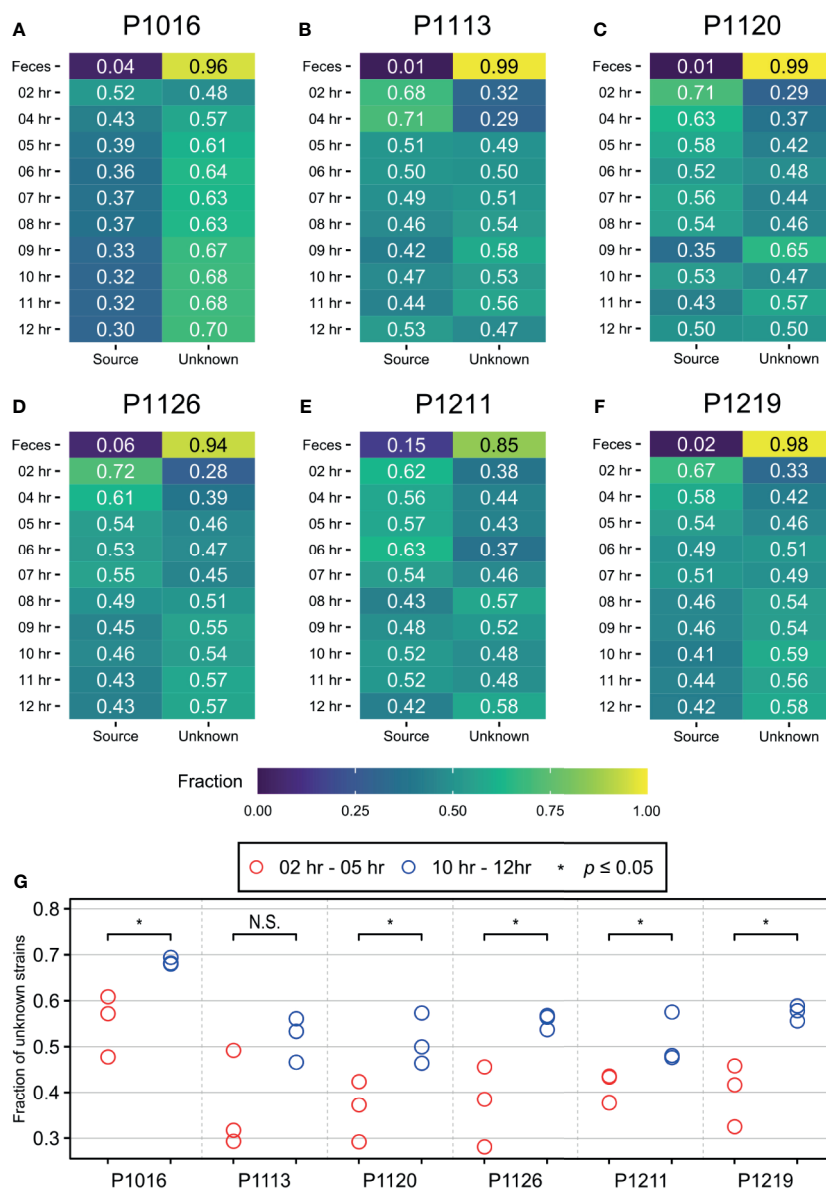 A P1016
Feces 0.04 0.96
02 hr 0.52 0.48
04 hr 0.43 0.57
05 hr 0.39 0.61
06 hr 0.36 0.64
07 hr 0.37 0.63
08 hr 0.37 0.63
09 hr 0.33 0.67
10 hr 0.32 0.68
11 hr 0.32 0.68
12 hr 0.30 0.70
Source Unknown
B P1113
Feces 0.01 0.99
02 hr 0.68 0.32
04 hr 0.71 0.29
05 hr 0.51 0.49
06 hr 0.50 0.50
07 hr 0.49 0.51
08 hr 0.46 0.54
09 hr 0.42 0.58
10 hr 0.47 0.53
11 hr 0.44 0.56
12 hr 0.53 0.47
Source Unknown
C P1120
Feces 0.01 0.99
02 hr 0.71 0.29
04 hr 0.63 0.37
05 hr 0.58 0.42
06 hr 0.52 0.48
07 hr 0.56 0.44
08 hr 0.54 0.46
09 hr 0.35 0.65
10 hr 0.53 0.47
11 hr 0.43 0.57
12 hr 0.50 0.50
Source Unknown
D P1126
Feces 0.06 0.94
02 hr 0.72 0.28
04 hr 0.61 0.39
05 hr 0.54 0.46
06 hr 0.53 0.47
07 hr 0.55 0.45
08 hr 0.49 0.51
09 hr 0.45 0.55
10 hr 0.46 0.54
11 hr 0.43 0.57
12 hr 0.43 0.57
Source Unknown
E P1211
Feces 0.15 0.85
02 hr 0.62 0.38
04 hr 0.56 0.44
05 hr 0.57 0.43
06 hr 0.63 0.37
07 hr 0.54 0.46
08 hr 0.43 0.57
09 hr 0.48 0.52
10 hr 0.52 0.48
11 hr 0.52 0.48
12 hr 0.42 0.58
Source Unknown
F P1219
Feces 0.02 0.98
02 hr 0.67 0.33
04 hr 0.58 0.42
05 hr 0.54 0.46
06 hr 0.49 0.51
07 hr 0.51 0.49
08 hr 0.46 0.54
09 hr 0.46 0.54
10 hr 0.41 0.59
11 hr 0.44 0.56
12 hr 0.42 0.58
Source Unknown
Fraction
0.00 0.25 0.50 0.75 1.00
G
02 hr - 05 hr 10 hr - 12hr * p ≤ 0.05
Fraction of unknown strains
0.8
0.7
0.6
0.5
0.4
0.3
* N.S. * * * *
P1016 P1113 P1120 P1126 P1211 P1219